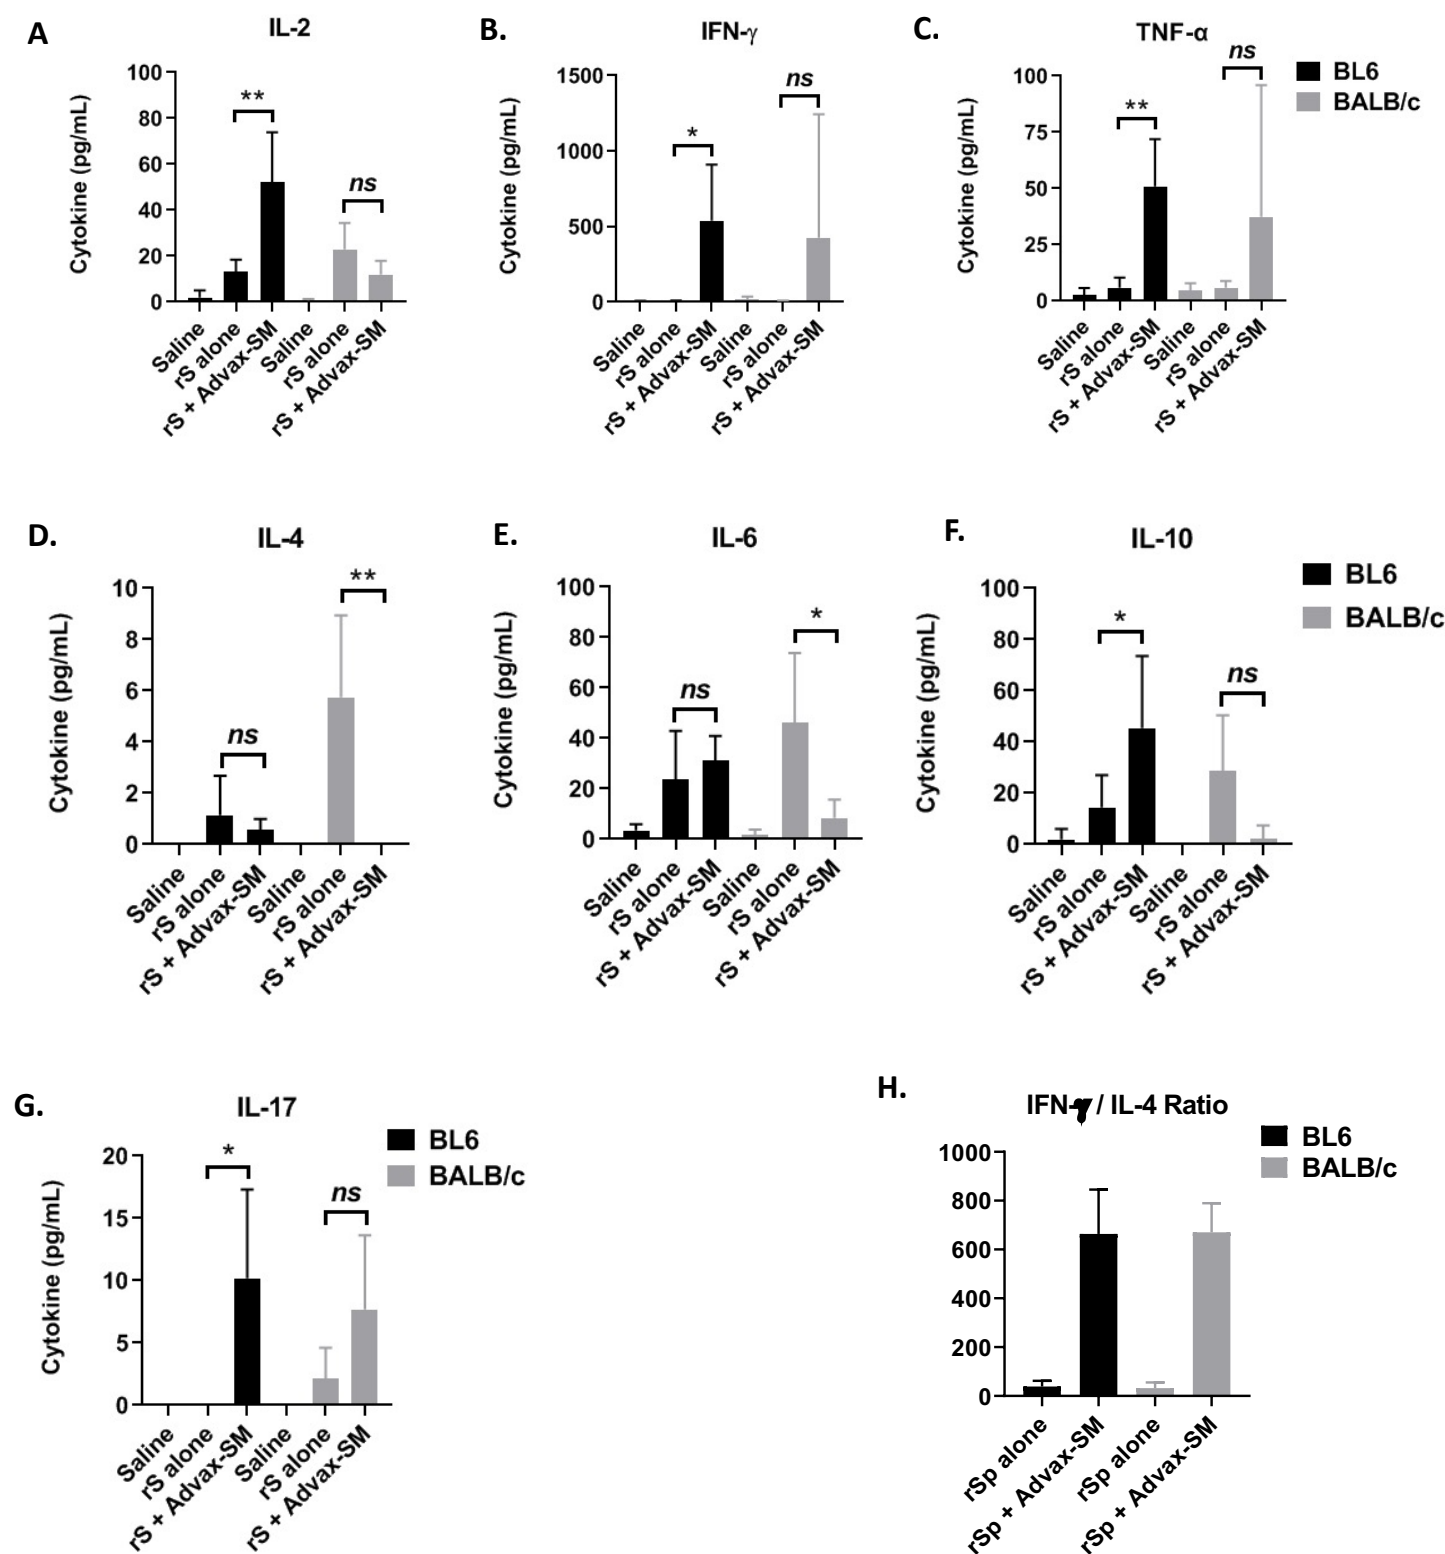 A
IL-2
Cytokine (pg/mL)
100
80
60
40
20
0
**
ns
Saline
rS alone
rS + Advax-SM
Saline
rS alone
rS + Advax-SM
B.
IFN-γ
Cytokine (pg/mL)
1500
1000
500
0
*
ns
Saline
rS alone
rS + Advax-SM
Saline
rS alone
rS + Advax-SM
C.
TNF-α
Cytokine (pg/mL)
100
75
50
25
0
**
ns
Saline
rS alone
rS + Advax-SM
Saline
rS alone
rS + Advax-SM
BL6
BALB/c
D.
IL-4
Cytokine (pg/mL)
10
8
6
4
2
0
ns
**
Saline
rS alone
rS + Advax-SM
Saline
rS alone
rS + Advax-SM
E.
IL-6
Cytokine (pg/mL)
100
80
60
40
20
0
ns
*
Saline
rS alone
rS + Advax-SM
Saline
rS alone
rS + Advax-SM
F.
IL-10
Cytokine (pg/mL)
100
80
60
40
20
0
*
ns
Saline
rS alone
rS + Advax-SM
Saline
rS alone
rS + Advax-SM
BL6
BALB/c
G.
IL-17
Cytokine (pg/mL)
20
15
10
5
0
*
ns
Saline
rS alone
rS + Advax-SM
Saline
rS alone
rS + Advax-SM
BL6
BALB/c
H.
IFN-γ / IL-4 Ratio
1000
800
600
400
200
0
rSp alone
rSp + Advax-SM
rSp alone
rSp + Advax-SM
BL6
BALB/c